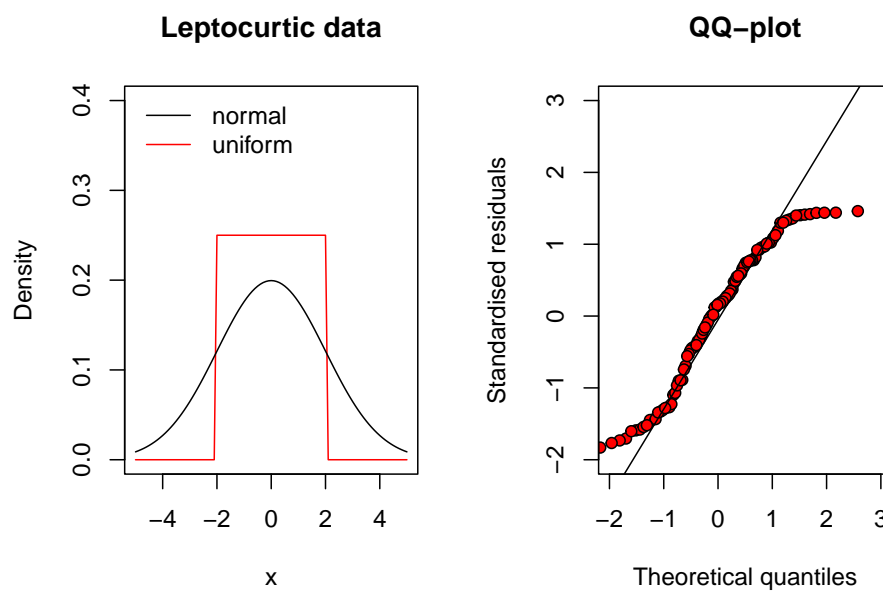 Leptocurtic data
normal
uniform
0.4
0.3
0.2
0.1
0.0
Density
−4 −2 0 2 4
x
QQ−plot
3
2
1
0
−1
−2
Standardised residuals
−2 −1 0 1 2 3
Theoretical quantiles